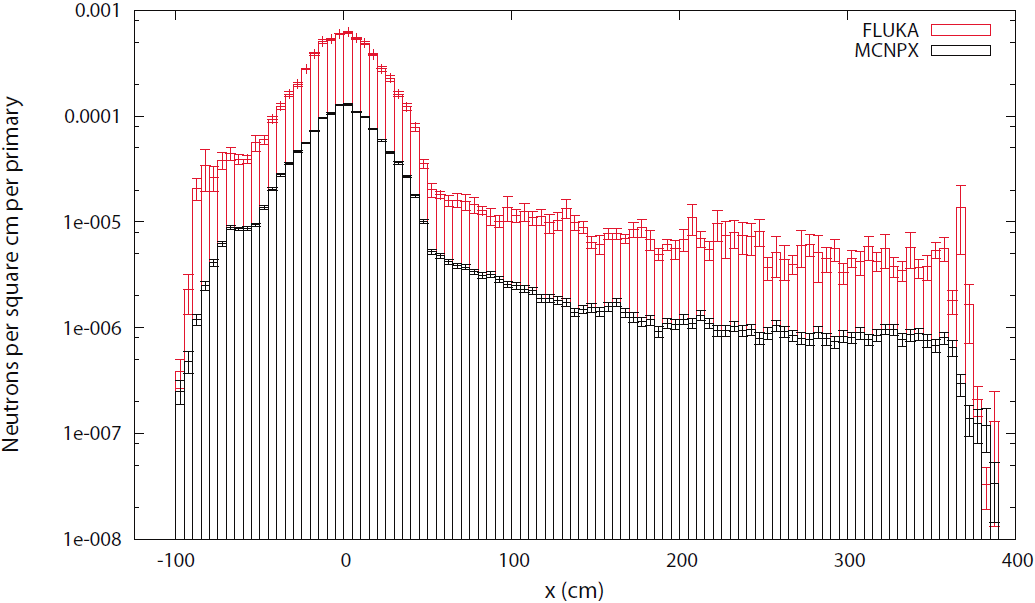 0.001
0.0001
1e-005
1e-006
1e-007
1e-008
Neutrons per square cm per primary
FLUKA
MCNPX
-100 0 100 200 300 400
x (cm)